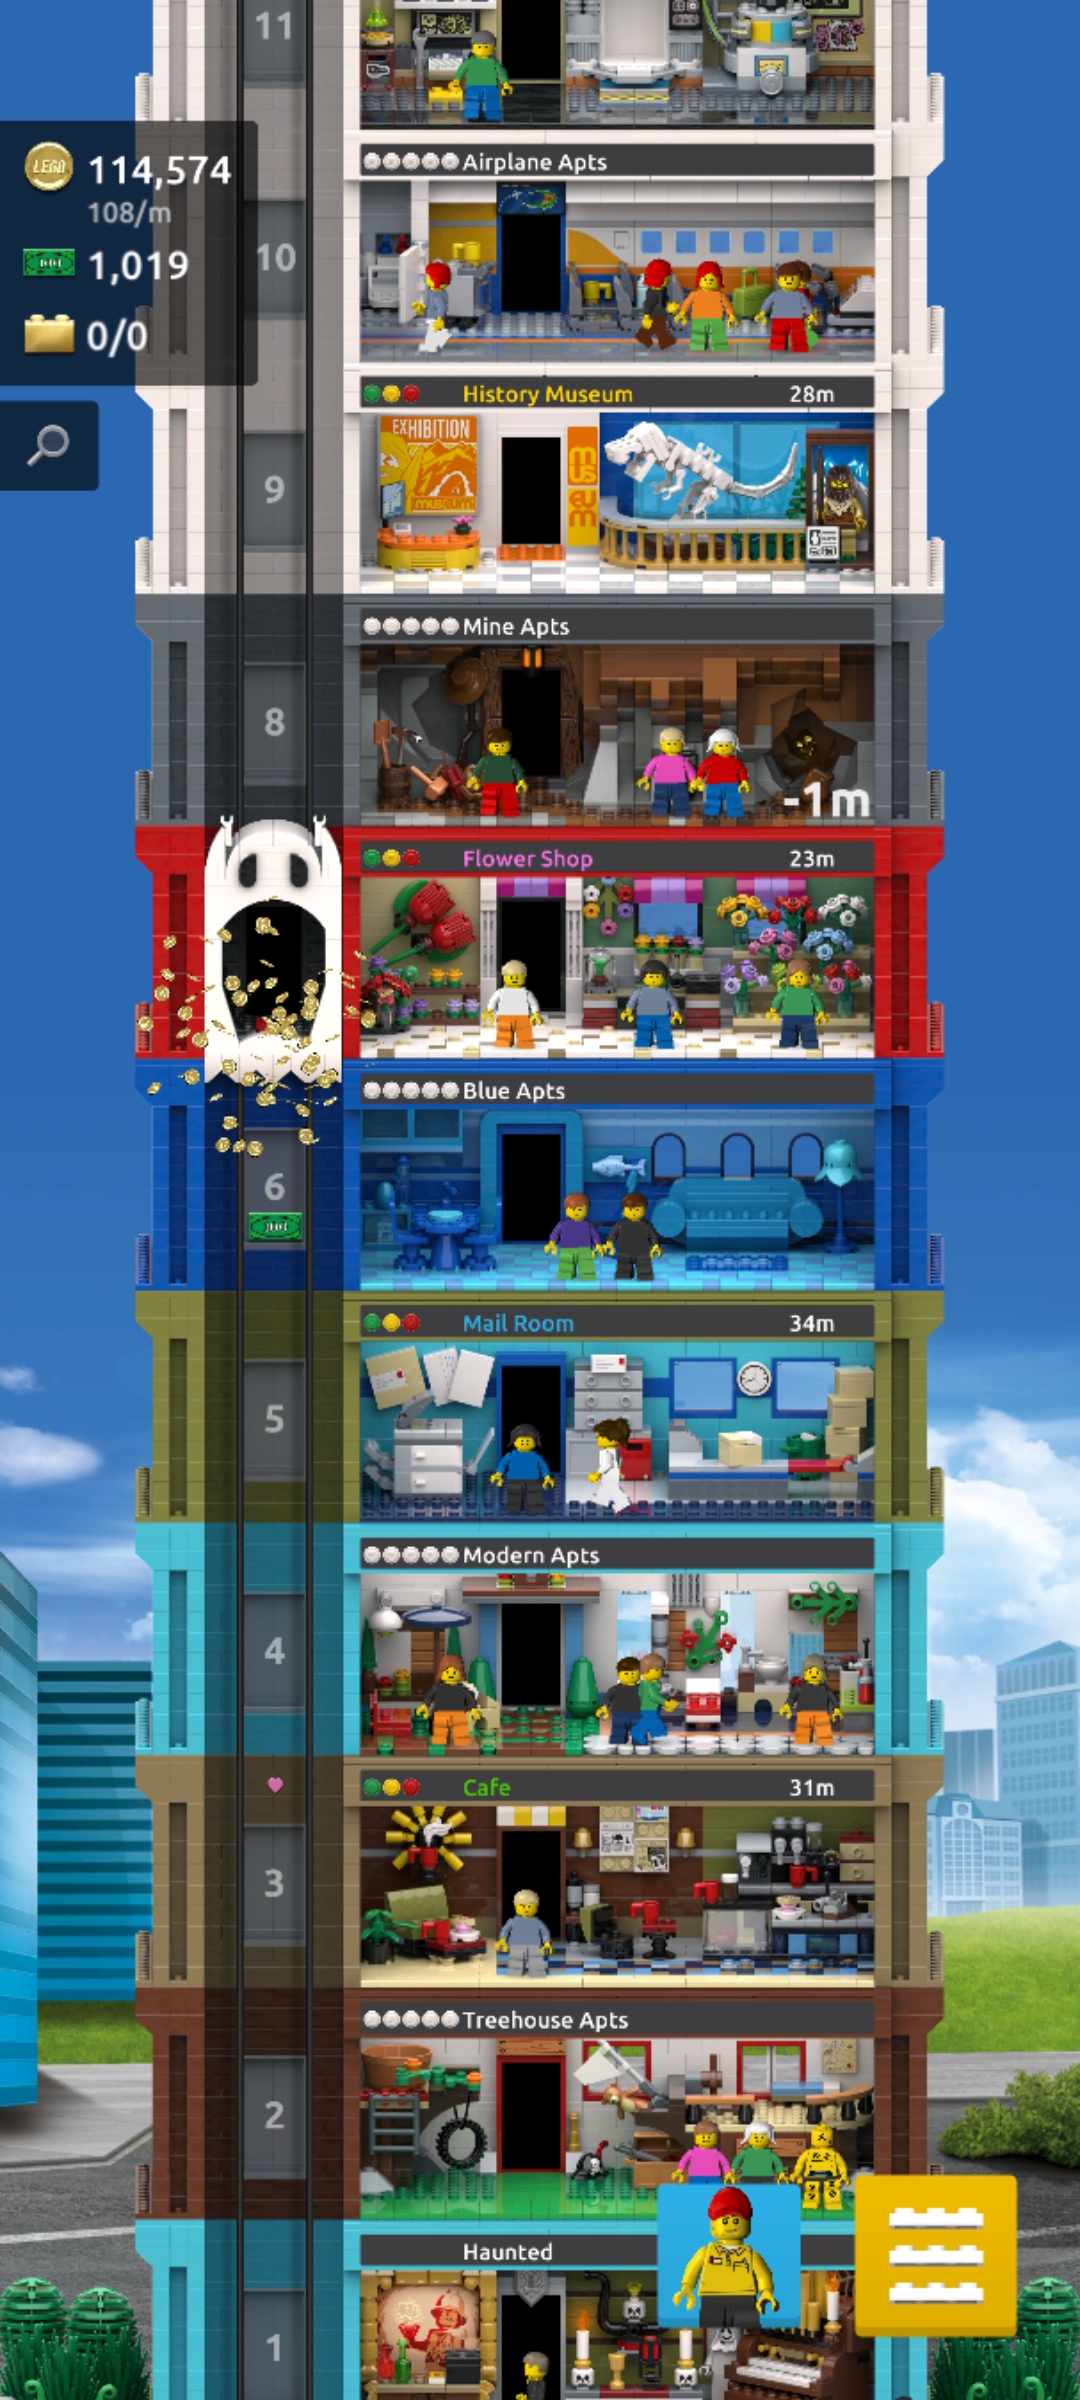 11
LEGO
114,574
108/m
1,019
0/0
Airplane Apts
10
History Museum 28m
EXHIBITION
museum
mus
eum
9
Mine Apts
8
-1m
Flower Shop 23m
Blue Apts
6
Mail Room 34m
5
Modern Apts
4
Cafe 31m
3
Treehouse Apts
2
Haunted
1